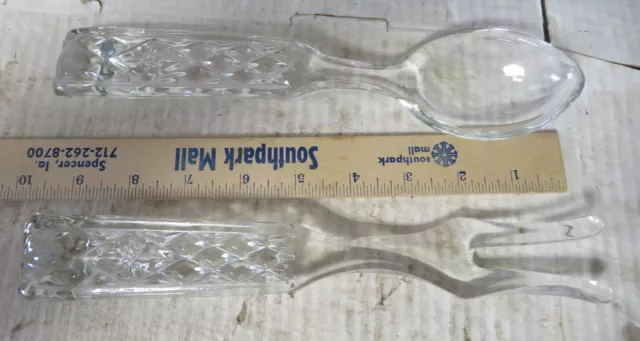 Spencer, Ia.
712-262-8700
Southpark Mall
southpark
mall
10 9 8 7 6 5 4 3 2 1